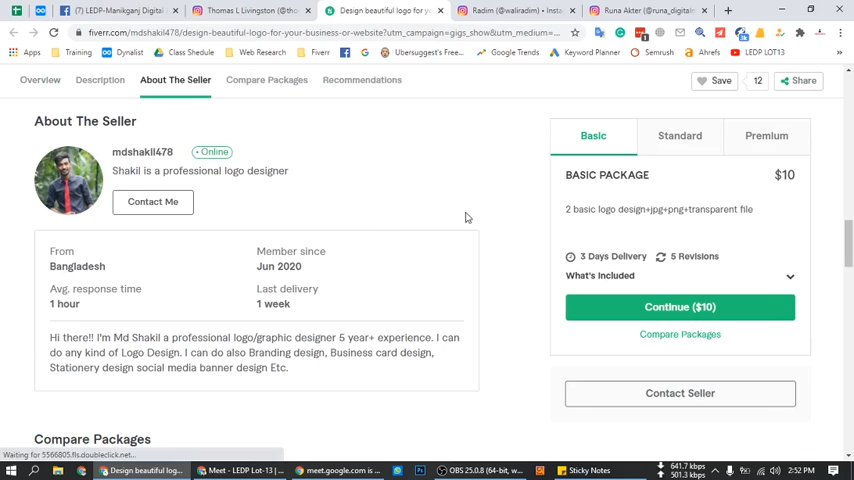 (7) LEDP-Manikganj Digital
Thomas L Livingston (@tho
Design beautiful logo for yo
Radim (@waliradim) • Inst
Runa Akter (@runa_digitalm
fiverr.com/mdshakil478/design-beautiful-logo-for-your-business-or-website?utm_campaign=gigs_show&utm_medium=...
Apps
Training
Dynalist
Class Shedule
Web Research
Fiverr
Ubersuggest's Free...
Google Trends
Keyword Planner
Semrush
Ahrefs
LEDP LOT13
Overview
Description
About The Seller
Compare Packages
Recommendations
Save
12
Share
About The Seller
mdshakil478
• Online
Shakil is a professional logo designer
Contact Me
From
Bangladesh
Member since
Jun 2020
Avg. response time
1 hour
Last delivery
1 week
Hi there!! I'm Md Shakil a professional logo/graphic designer 5 year+ experience. I can
do any kind of Logo Design. I can do also Branding design, Business card design,
Stationery design social media banner design Etc.
Compare Packages
Basic
Standard
Premium
BASIC PACKAGE
$10
2 basic logo design+jpg+png+transparent file
3 Days Delivery
5 Revisions
What's Included
Continue ($10)
Compare Packages
Contact Seller
Waiting for 5566805.fls.doubleclick.net...
Design beautiful log...
Meet - LEDP Lot-13 | ...
meet.google.com is ...
OBS 25.0.8 (64-bit, w...
Sticky Notes
641.7 kbps
501.3 kbps
2:52 PM